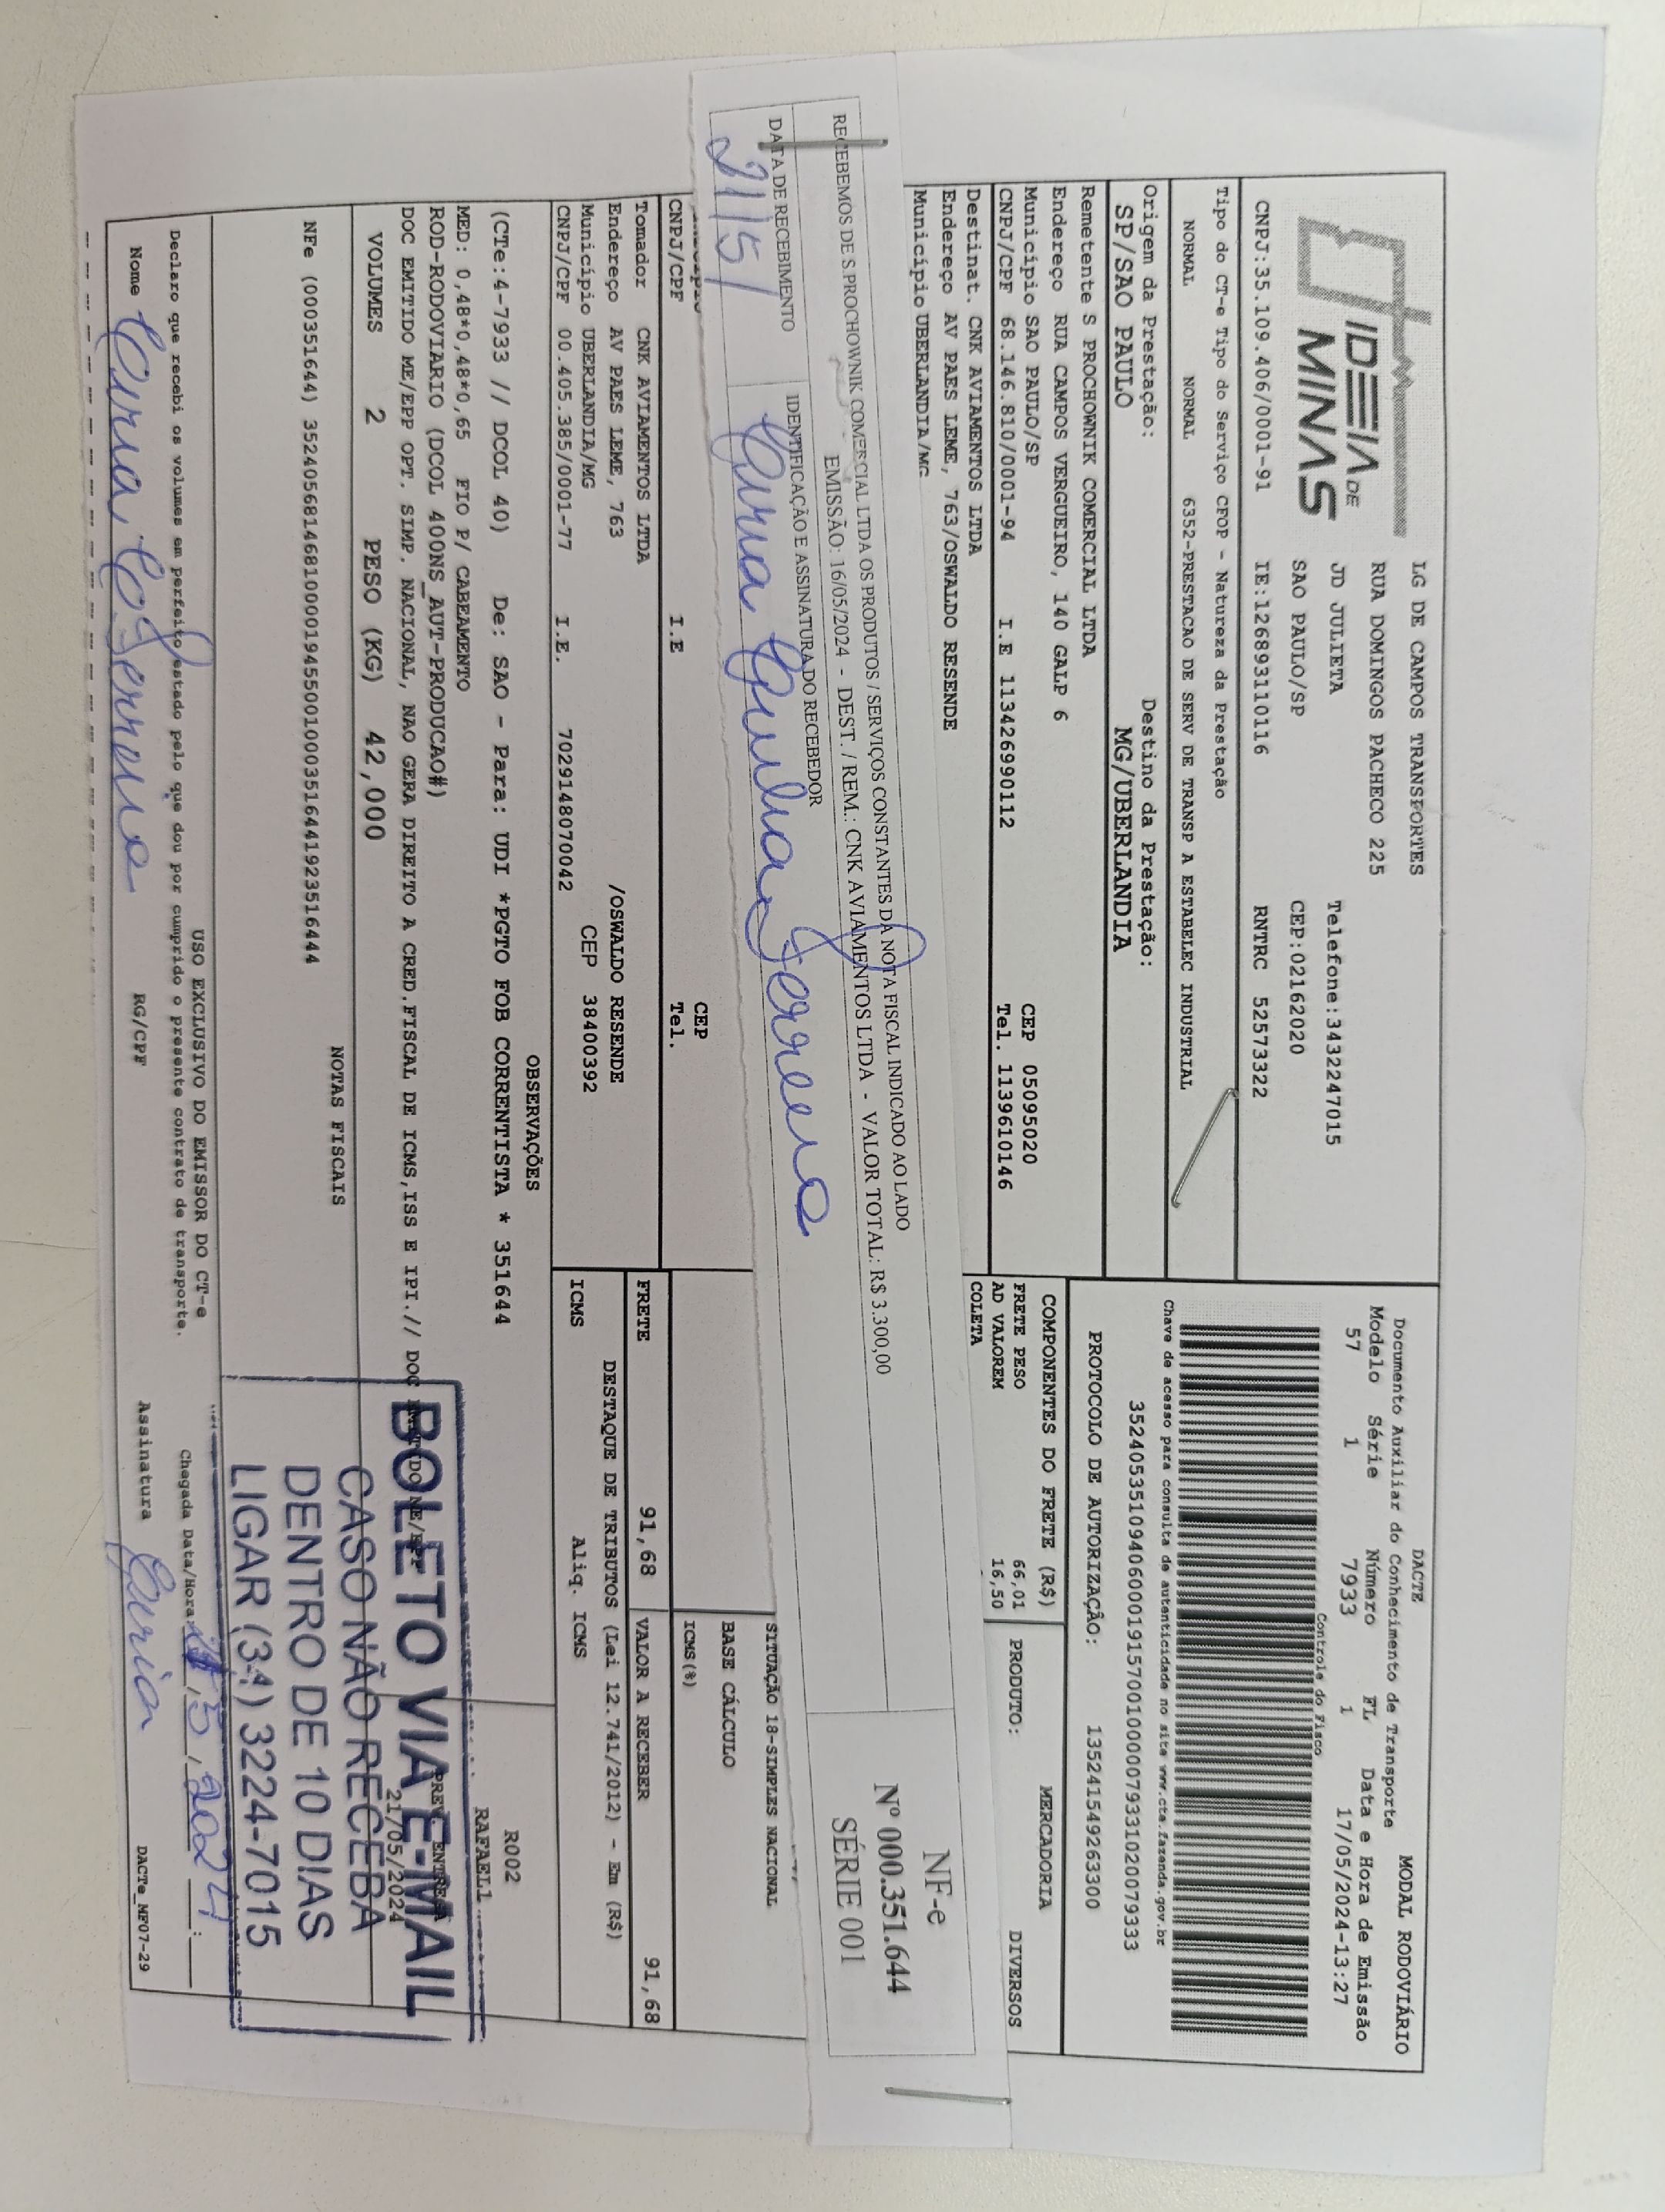 IDEIA DE
MINAS
LG DE CAMPOS TRANSPORTES
RUA DOMINGOS PACHECO 225
JD JULIETA
Telefone:3432247015
SAO PAULO/SP
CEP:02162020
CNPJ:35.109.406/0001-91 IE:126893110116 RNTRC 52573322
DACTE
MODAL RODOVIÁRIO
Documento Auxiliar do Conhecimento de Transporte
Modelo Série Número FL Data e Hora de Emissão
57 1 7933 1 17/05/2024-13:27
Controle do Fisco
Chave de acesso para consulta de autenticidade no site www.cte.fazenda.gov.br
35240535109406000191570010000079331020079333
PROTOCOLO DE AUTORIZAÇÃO: 135241549263300
Tipo do CT-e Tipo do Serviço CFOP - Natureza da Prestação
NORMAL NORMAL 6352-PRESTACAO DE SERV DE TRANSP A ESTABELEC INDUSTRIAL
Origem da Prestação: Destino da Prestação:
SP/SAO PAULO MG/UBERLANDIA
Remetente S PROCHOWNIK COMERCIAL LTDA
Endereço RUA CAMPOS VERGUEIRO, 140 GALP 6
Município SAO PAULO/SP CEP 05095020
CNPJ/CPF 68.146.810/0001-94 I.E 113426990112 Tel. 1139610146
Destinat. CNK AVIAMENTOS LTDA
Endereço AV PAES LEME, 763/OSWALDO RESENDE
Município UBERLANDIA/MG
COMPONENTES DO FRETE (R$) MERCADORIA
FRETE PESO 66,01 PRODUTO: DIVERSOS
AD VALOREM 16,50
COLETA
RECEBEMOS DE S.PROCHOWNIK COMERCIAL LTDA OS PRODUTOS / SERVIÇOS CONSTANTES DA NOTA FISCAL INDICADO AO LADO
EMISSÃO: 16/05/2024 - DEST. / REM.: CNK AVIAMENTOS LTDA - VALOR TOTAL: R$ 3.300,00
DATA DE RECEBIMENTO IDENTIFICAÇÃO E ASSINATURA DO RECEBEDOR
21/5/
NF-e
Nº 000.351.644
SÉRIE 001
CEP
CNPJ/CPF I.E Tel.
SITUAÇÃO 18-SIMPLES NACIONAL
BASE CÁLCULO
ICMS(%)
Tomador CNK AVIAMENTOS LTDA
Endereço AV PAES LEME, 763 /OSWALDO RESENDE
Município UBERLANDIA/MG CEP 38400392
CNPJ/CPF 00.405.385/0001-77 I.E. 7029148070042
FRETE 91,68 VALOR A RECEBER 91,68
DESTAQUE DE TRIBUTOS (Lei 12.741/2012) - Em (R$)
ICMS Aliq. ICMS
OBSERVAÇÕES
(CTe:4-7933 // DCOL 40) De: SAO - Para: UDI *PGTO FOB CORRENTISTA * 351644
MED: 0,48*0,48*0,65 FIO P/ CABEAMENTO
ROD-RODOVIARIO (DCOL 400NS_AUT-PRODUCAO#)
DOC EMITIDO ME/EPP OPT. SIMP. NACIONAL, NAO GERA DIREITO A CRED.FISCAL DE ICMS,ISS E IPI.// DOC EMITIDO ME/EPP
R002
RAFAEL1
PREV ENTREGA
21/05/2024
VOLUMES 2 PESO (KG) 42,000
NOTAS FISCAIS
NFe (000351644) 35240568146810000194550010003516441923516444
BOLETO VIA E-MAIL
CASO NÃO RECEBA
DENTRO DE 10 DIAS
LIGAR (34) 3224-7015
USO EXCLUSIVO DO EMISSOR DO CT-e
Declaro que recebi os volumes em perfeito estado pelo que dou por cumprido o presente contrato de transporte.
Chegada Data/Hora: /5/2024 :
Nome RG/CPF Assinatura
DACTe_MF07-29